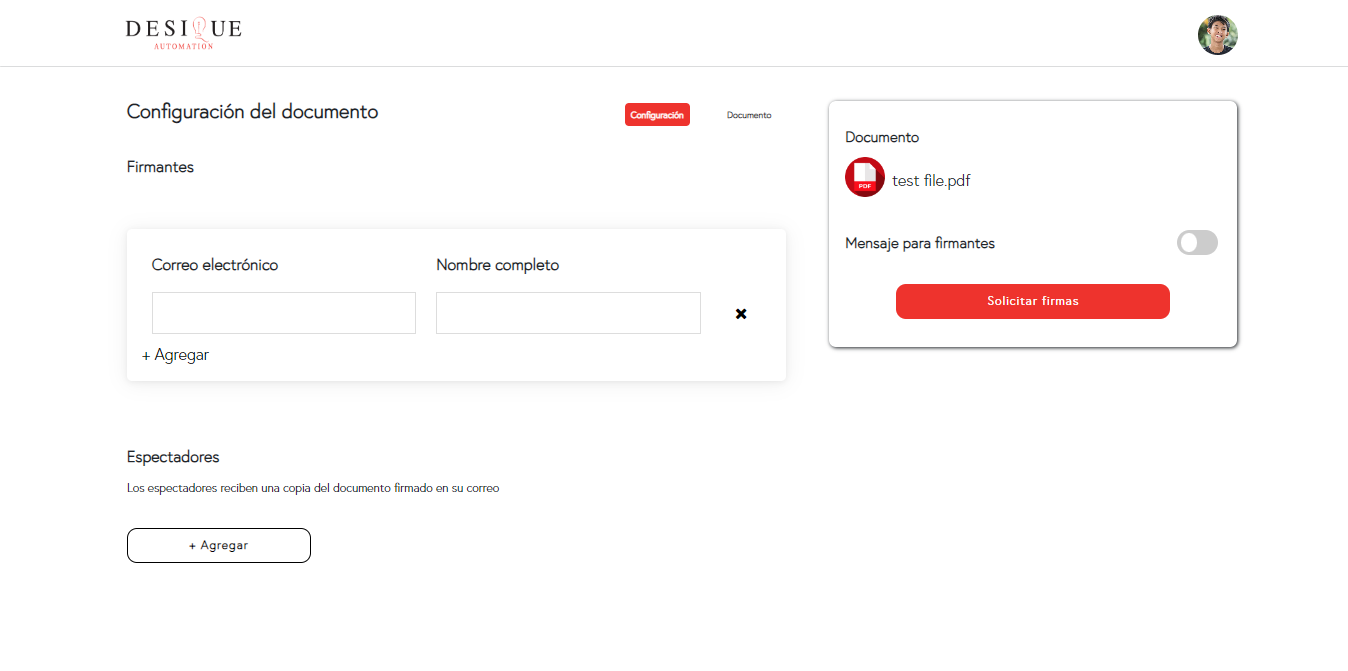 DESIQUE
AUTOMATION
Configuración del documento
Configuración
Documento
Firmantes
Correo electrónico
Nombre completo
+ Agregar
Espectadores
Los espectadores reciben una copia del documento firmado en su correo
+ Agregar
Documento
PDF
test file.pdf
Mensaje para firmantes
Solicitar firmas